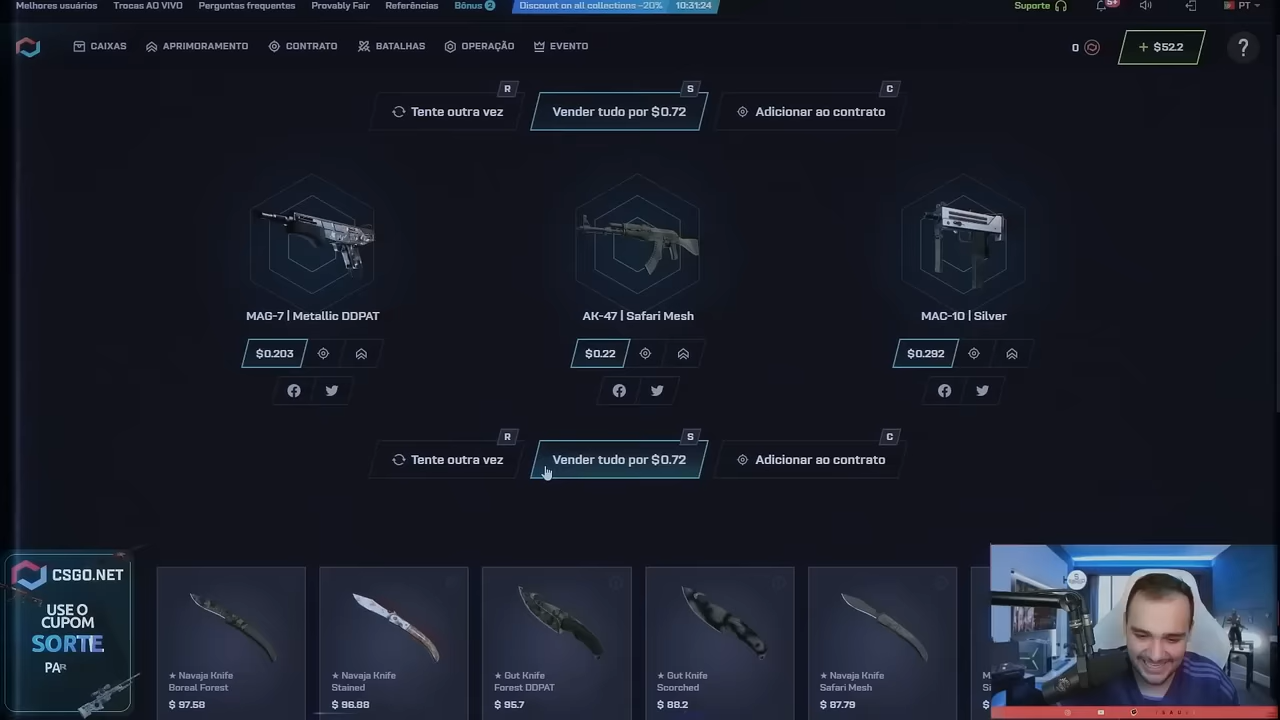 Melhores usuários Trocas AO VIVO Perguntas frequentes Provably Fair Referências Bônus 2 Discount on all collections -20% 10:31:24 Suporte 5+ PT
CAIXAS APRIMORAMENTO CONTRATO BATALHAS OPERAÇÃO EVENTO 0 + $52.2 ?
R S C
Tente outra vez Vender tudo por $0.72 Adicionar ao contrato
MAG-7 | Metallic DDPAT AK-47 | Safari Mesh MAC-10 | Silver
$0.203 $0.22 $0.292
R S C
Tente outra vez Vender tudo por $0.72 Adicionar ao contrato
CSGO.NET
USE O
CUPOM
SORTE
PAR
★ Navaja Knife
Boreal Forest
$ 97.58
★ Navaja Knife
Stained
$ 96.88
★ Gut Knife
Forest DDPAT
$ 95.7
★ Gut Knife
Scorched
$ 88.2
★ Navaja Knife
Safari Mesh
$ 87.79